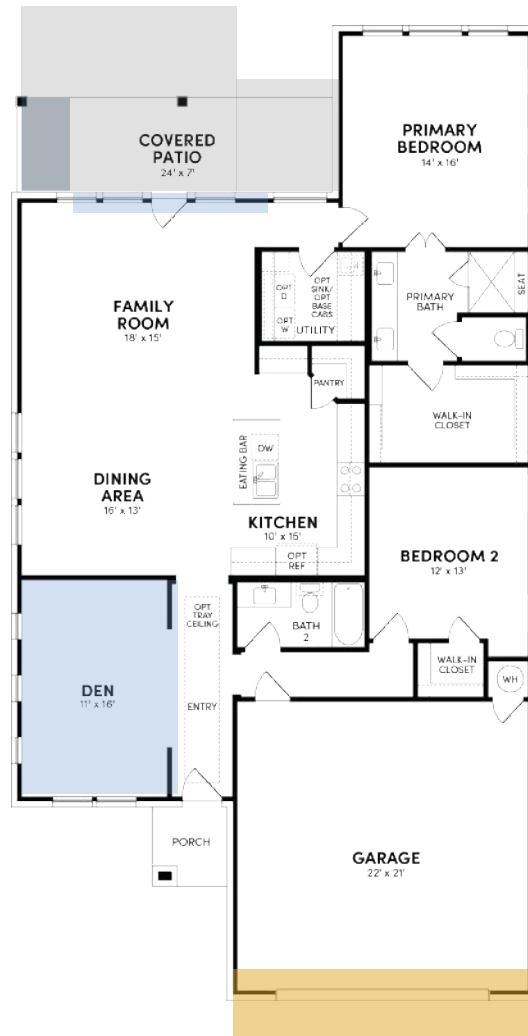 COVERED
PATIO
24' x 7'
PRIMARY
BEDROOM
14' x 16'
FAMILY
ROOM
18' x 15'
OPT
D
OPT
W
OPT
SINK/
OPT
BASE
CABS
UTILITY
PRIMARY
BATH
SEAT
PANTRY
WALK-IN
CLOSET
EATING BAR
DW
DINING
AREA
16' x 13'
KITCHEN
10' x 15'
OPT
REF
BEDROOM 2
12' x 13'
OPT
TRAY
CEILING
BATH
2
WALK-IN
CLOSET
WH
DEN
11' x 16'
ENTRY
PORCH
GARAGE
22' x 21'